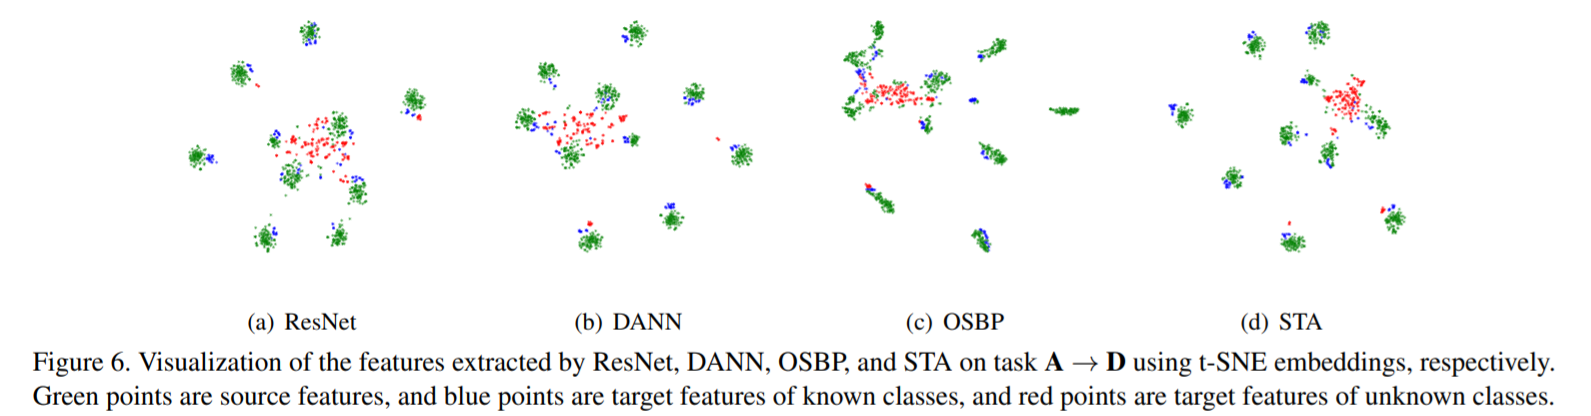 (a) ResNet (b) DANN (c) OSBP (d) STA
Figure 6. Visualization of the features extracted by ResNet, DANN, OSBP, and STA on task A → D using t-SNE embeddings, respectively.
Green points are source features, and blue points are target features of known classes, and red points are target features of unknown classes.